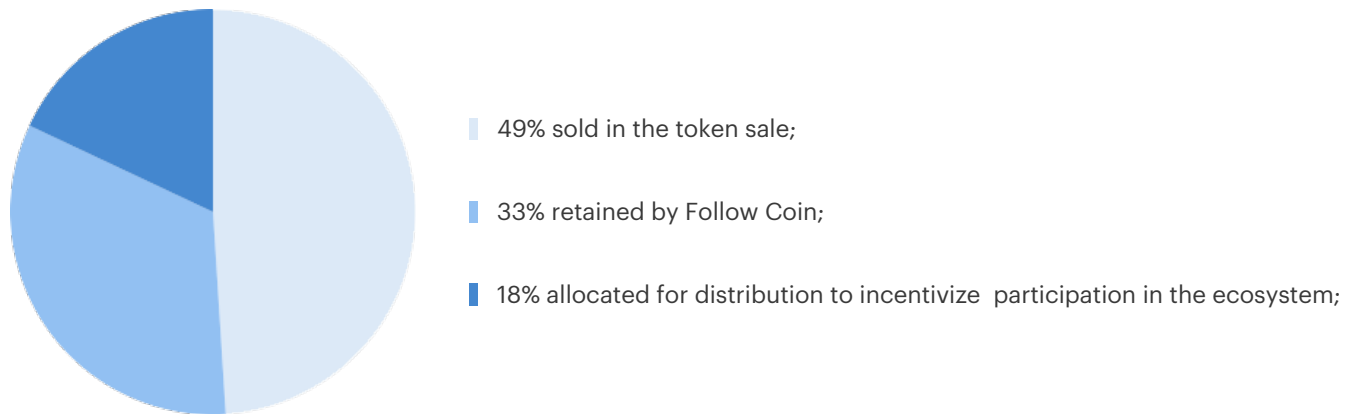 49% sold in the token sale;
33% retained by Follow Coin;
18% allocated for distribution to incentivize  participation in the ecosystem;